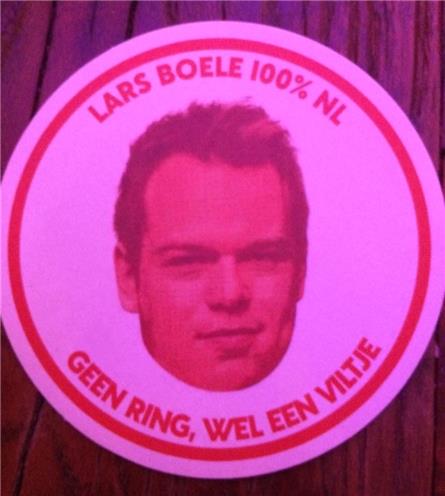 LARS BOELE 100% NL
GEEN RING, WEL EEN VILTJE